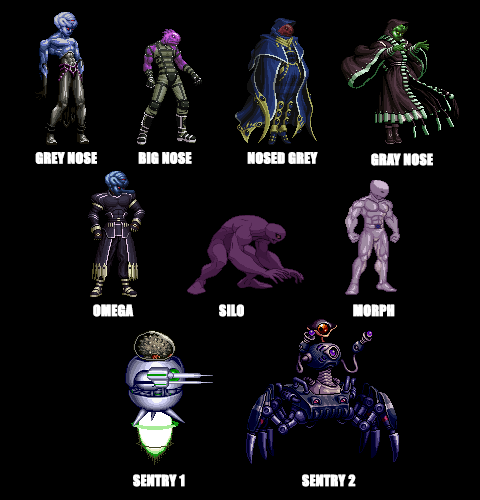 GREY NOSE
BIG NOSE
NOSED GREY
GRAY NOSE
OMEGA
SILO
MORPH
SENTRY 1
SENTRY 2